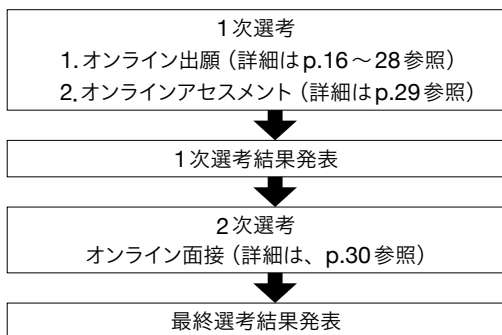 1次選考
1.オンライン出願（詳細はp.16～28参照）
2.オンラインアセスメント（詳細はp.29参照）
1次選考結果発表
2次選考
オンライン面接（詳細は、p.30参照）
最終選考結果発表